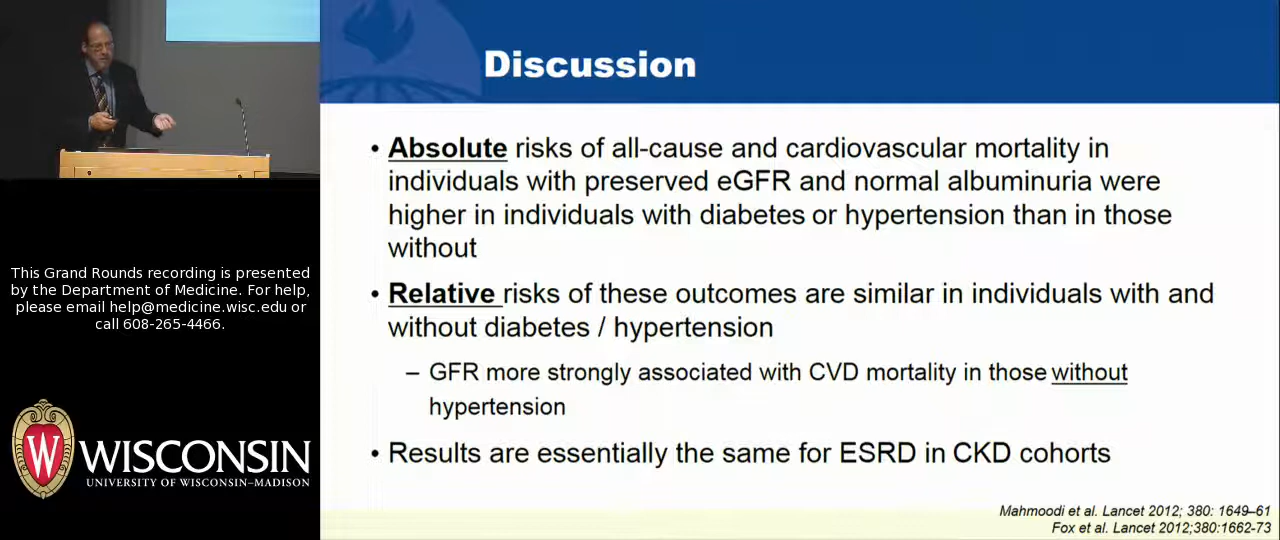 Discussion
• Absolute risks of all-cause and cardiovascular mortality in
individuals with preserved eGFR and normal albuminuria were
higher in individuals with diabetes or hypertension than in those
without
• Relative risks of these outcomes are similar in individuals with and
without diabetes / hypertension
– GFR more strongly associated with CVD mortality in those without
hypertension
• Results are essentially the same for ESRD in CKD cohorts
Mahmoodi et al. Lancet 2012; 380: 1649–61
Fox et al. Lancet 2012;380:1662-73
This Grand Rounds recording is presented
by the Department of Medicine. For help,
please email help@medicine.wisc.edu or
call 608-265-4466.
W
WISCONSIN
UNIVERSITY OF WISCONSIN–MADISON